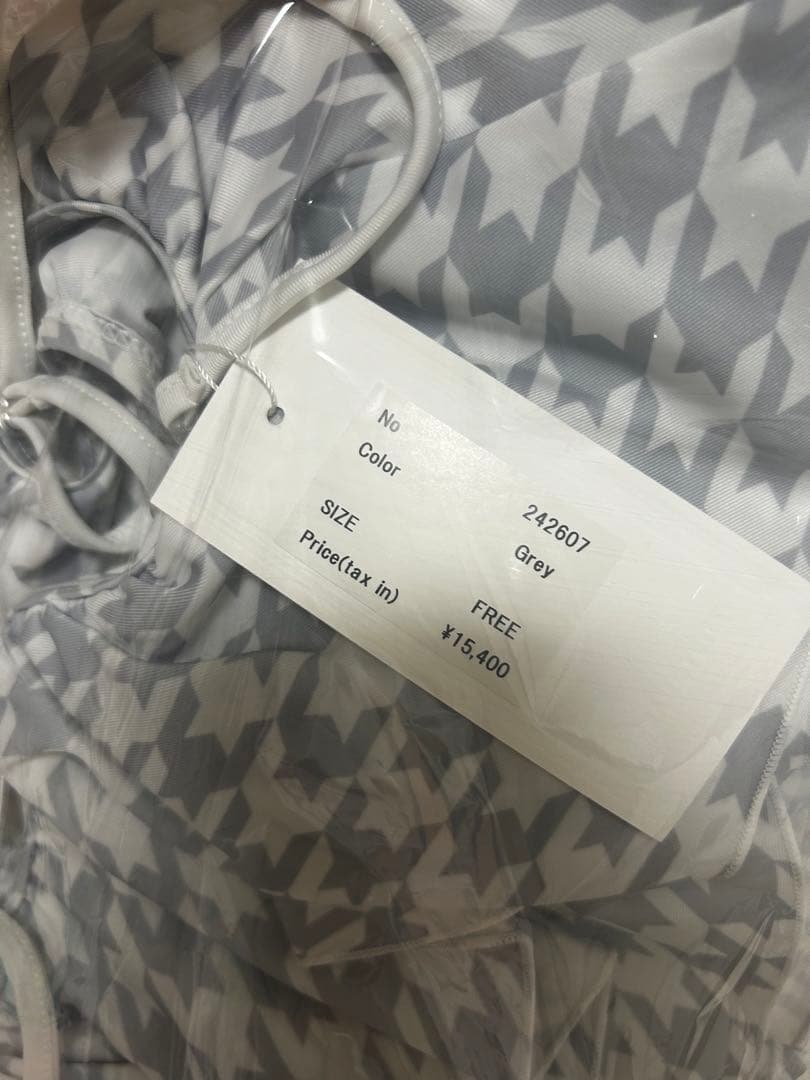 No 242607
Color Grey
SIZE FREE
Price(tax in) ¥15,400